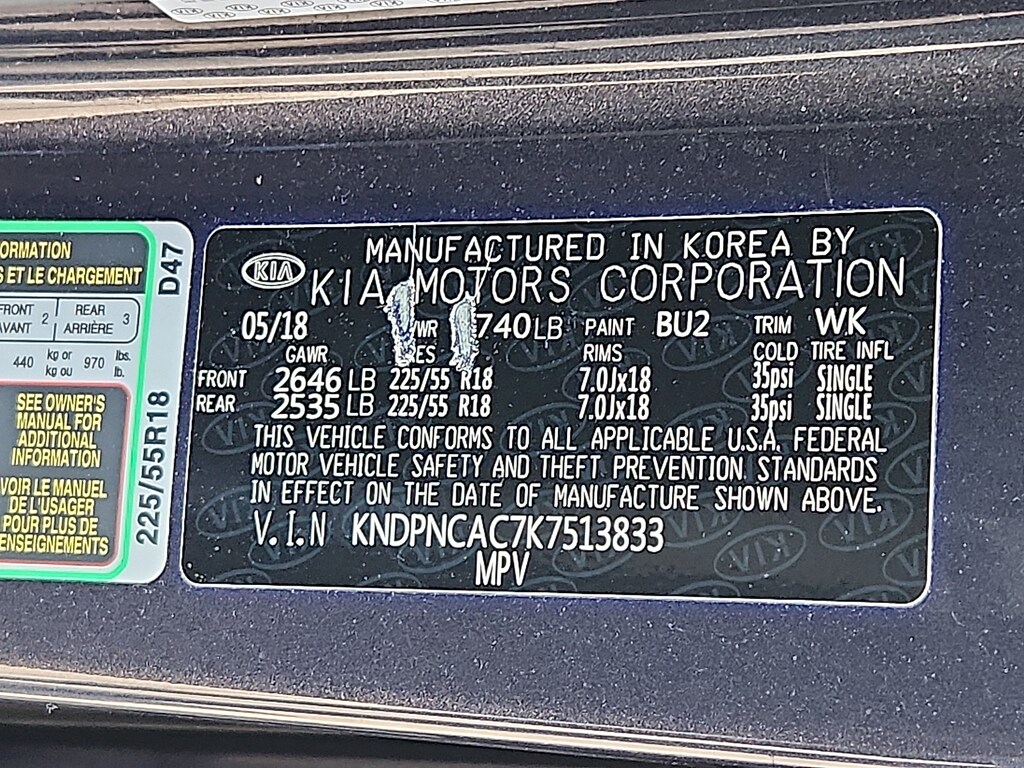 ORMATION
S ET LE CHARGEMENT
FRONT 2 REAR 3
AVANT ARRIÈRE
440 kg or 970 lbs.
kg ou lb.
SEE OWNER'S
MANUAL FOR
ADDITIONAL
INFORMATION
VOIR LE MANUEL
DE L'USAGER
POUR PLUS DE
ENSEIGNEMENTS
D47
225/55R18
KIA
MANUFACTURED IN KOREA BY
KIA MOTORS CORPORATION
05/18 /WR 740 LB PAINT BU2 TRIM WK
GAWR RES RIMS COLD TIRE INFL
FRONT 2646 LB 225/55 R18 7.0Jx18 35psi SINGLE
REAR 2535 LB 225/55 R18 7.0Jx18 35psi SINGLE
THIS VEHICLE CONFORMS TO ALL APPLICABLE U.S.A. FEDERAL
MOTOR VEHICLE SAFETY AND THEFT PREVENTION STANDARDS
IN EFFECT ON THE DATE OF MANUFACTURE SHOWN ABOVE.
V.I.N KNDPNCAC7K7513833
MPV